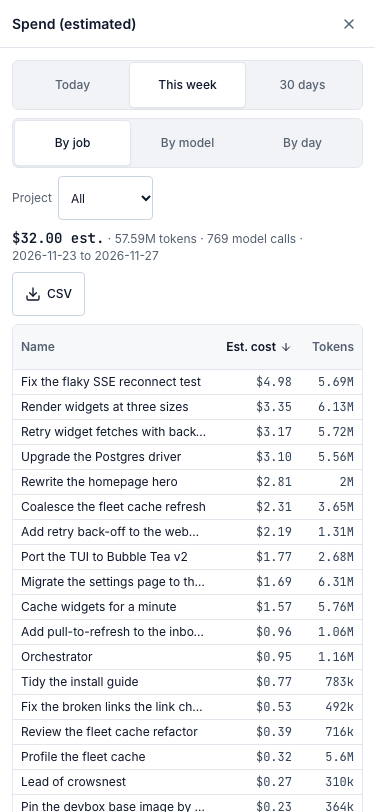 Spend (estimated)
Today This week 30 days
By job By model By day
Project All
$32.00 est. · 57.59M tokens · 769 model calls ·
2026-11-23 to 2026-11-27
CSV
Name Est. cost ↓ Tokens
Fix the flaky SSE reconnect test $4.98 5.69M
Render widgets at three sizes $3.35 6.13M
Retry widget fetches with back... $3.17 5.72M
Upgrade the Postgres driver $3.10 5.56M
Rewrite the homepage hero $2.81 2M
Coalesce the fleet cache refresh $2.31 3.65M
Add retry back-off to the web... $2.19 1.31M
Port the TUI to Bubble Tea v2 $1.77 2.68M
Migrate the settings page to th... $1.69 6.31M
Cache widgets for a minute $1.57 5.76M
Add pull-to-refresh to the inbo... $0.96 1.06M
Orchestrator $0.95 1.16M
Tidy the install guide $0.77 783k
Fix the broken links the link ch... $0.53 492k
Review the fleet cache refactor $0.39 716k
Profile the fleet cache $0.32 5.6M
Lead of crowsnest $0.27 310k
Pin the devbox base image by ... $0.23 364k